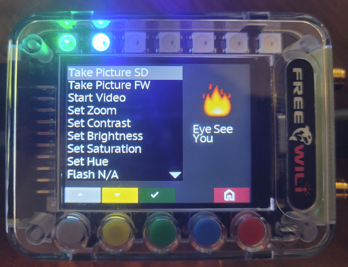 Take Picture SD
Take Picture FW
Start Video
Set Zoom
Set Contrast
Set Brightness
Set Saturation
Set Hue
Flash N/A
Eye See
You
FREE
WILi